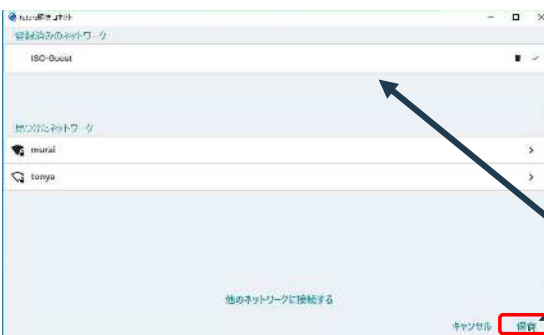 登録済みのネットワーク
ISC-Guest
見つけたネットワーク
murai
tonya
他のネットワークに接続する
キャンセル 保存